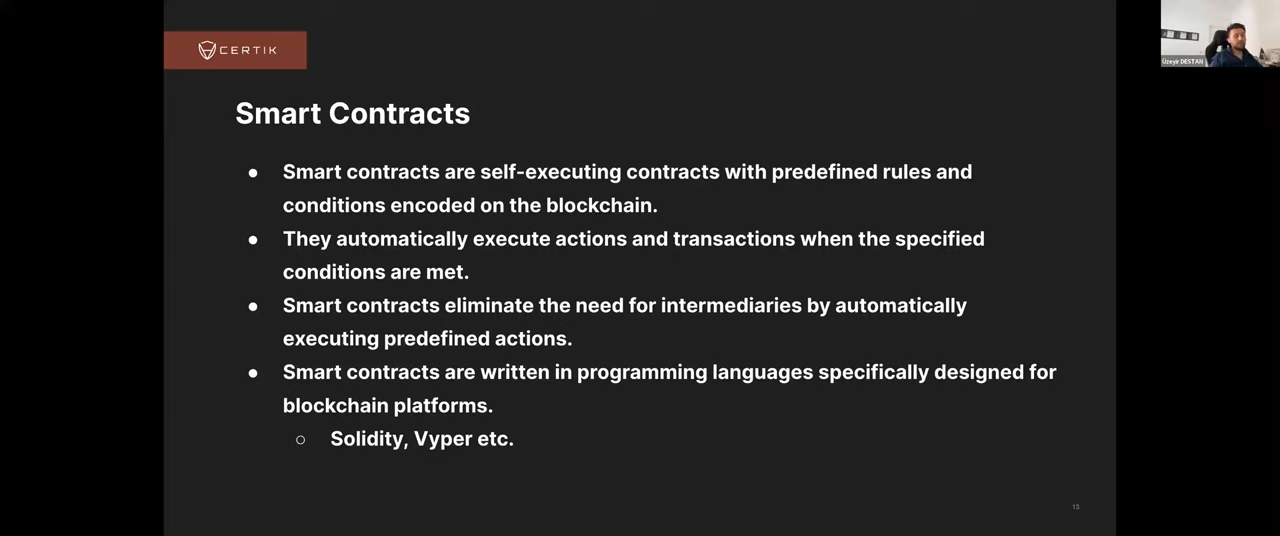 CERTIK
Üzeyir DESTAN
Smart Contracts
● Smart contracts are self-executing contracts with predefined rules and
conditions encoded on the blockchain.
● They automatically execute actions and transactions when the specified
conditions are met.
● Smart contracts eliminate the need for intermediaries by automatically
executing predefined actions.
● Smart contracts are written in programming languages specifically designed for
blockchain platforms.
○ Solidity, Vyper etc.
13